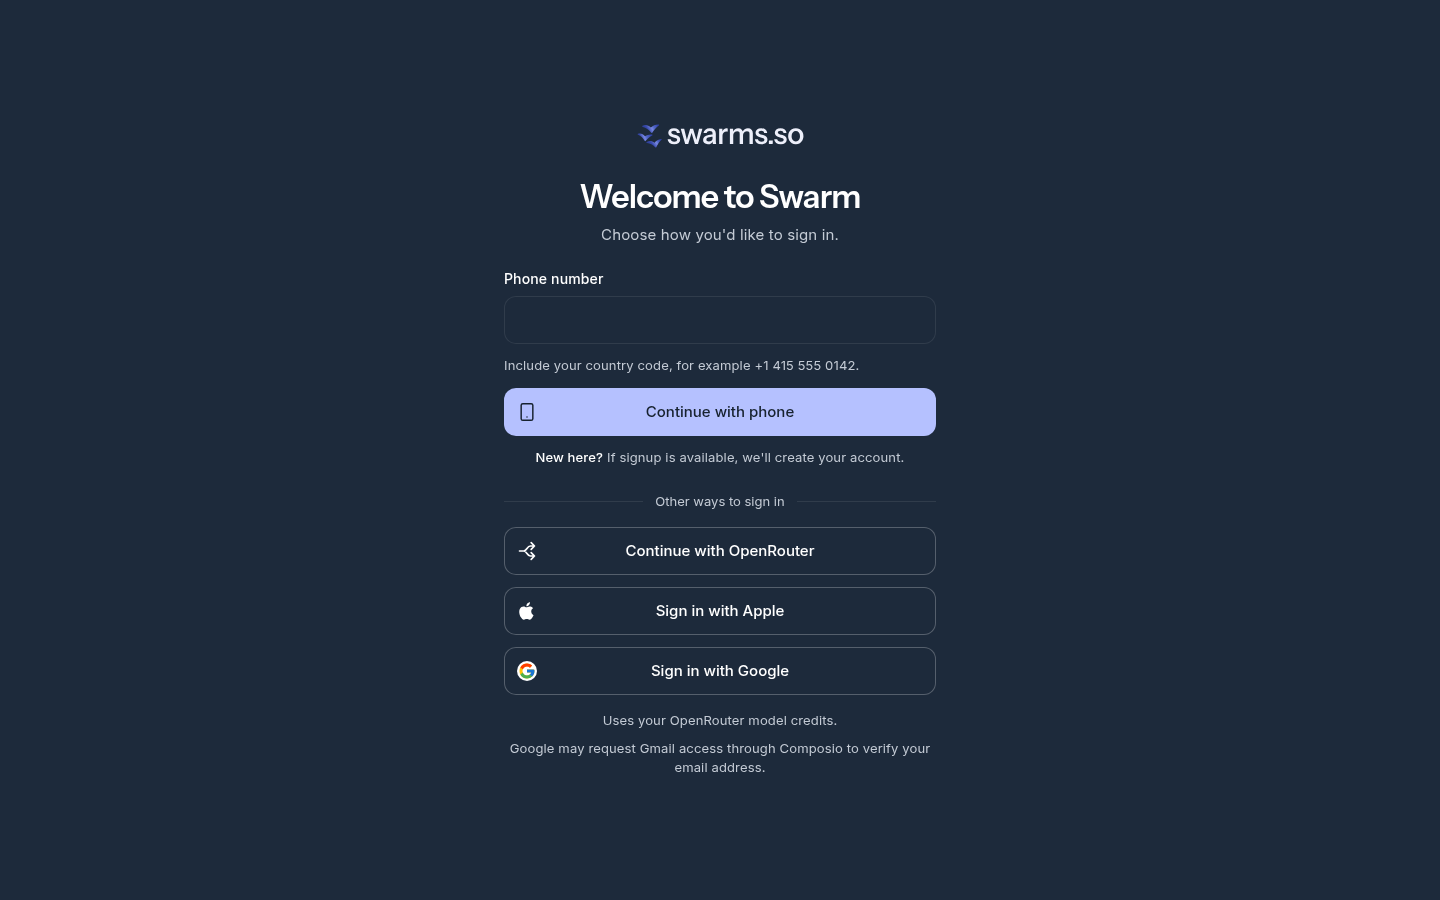 swarms.so
Welcome to Swarm
Choose how you'd like to sign in.
Phone number
Include your country code, for example +1 415 555 0142.
Continue with phone
New here? If signup is available, we'll create your account.
Other ways to sign in
Continue with OpenRouter
Sign in with Apple
Sign in with Google
Uses your OpenRouter model credits.
Google may request Gmail access through Composio to verify your
email address.